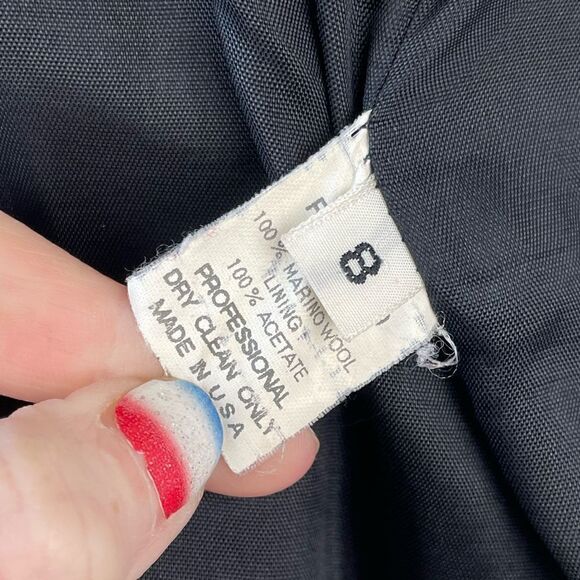 8
100% MARINO WOOL
LINING
100% ACETATE
PROFESSIONAL
DRY CLEAN ONLY
MADE IN U.S.A